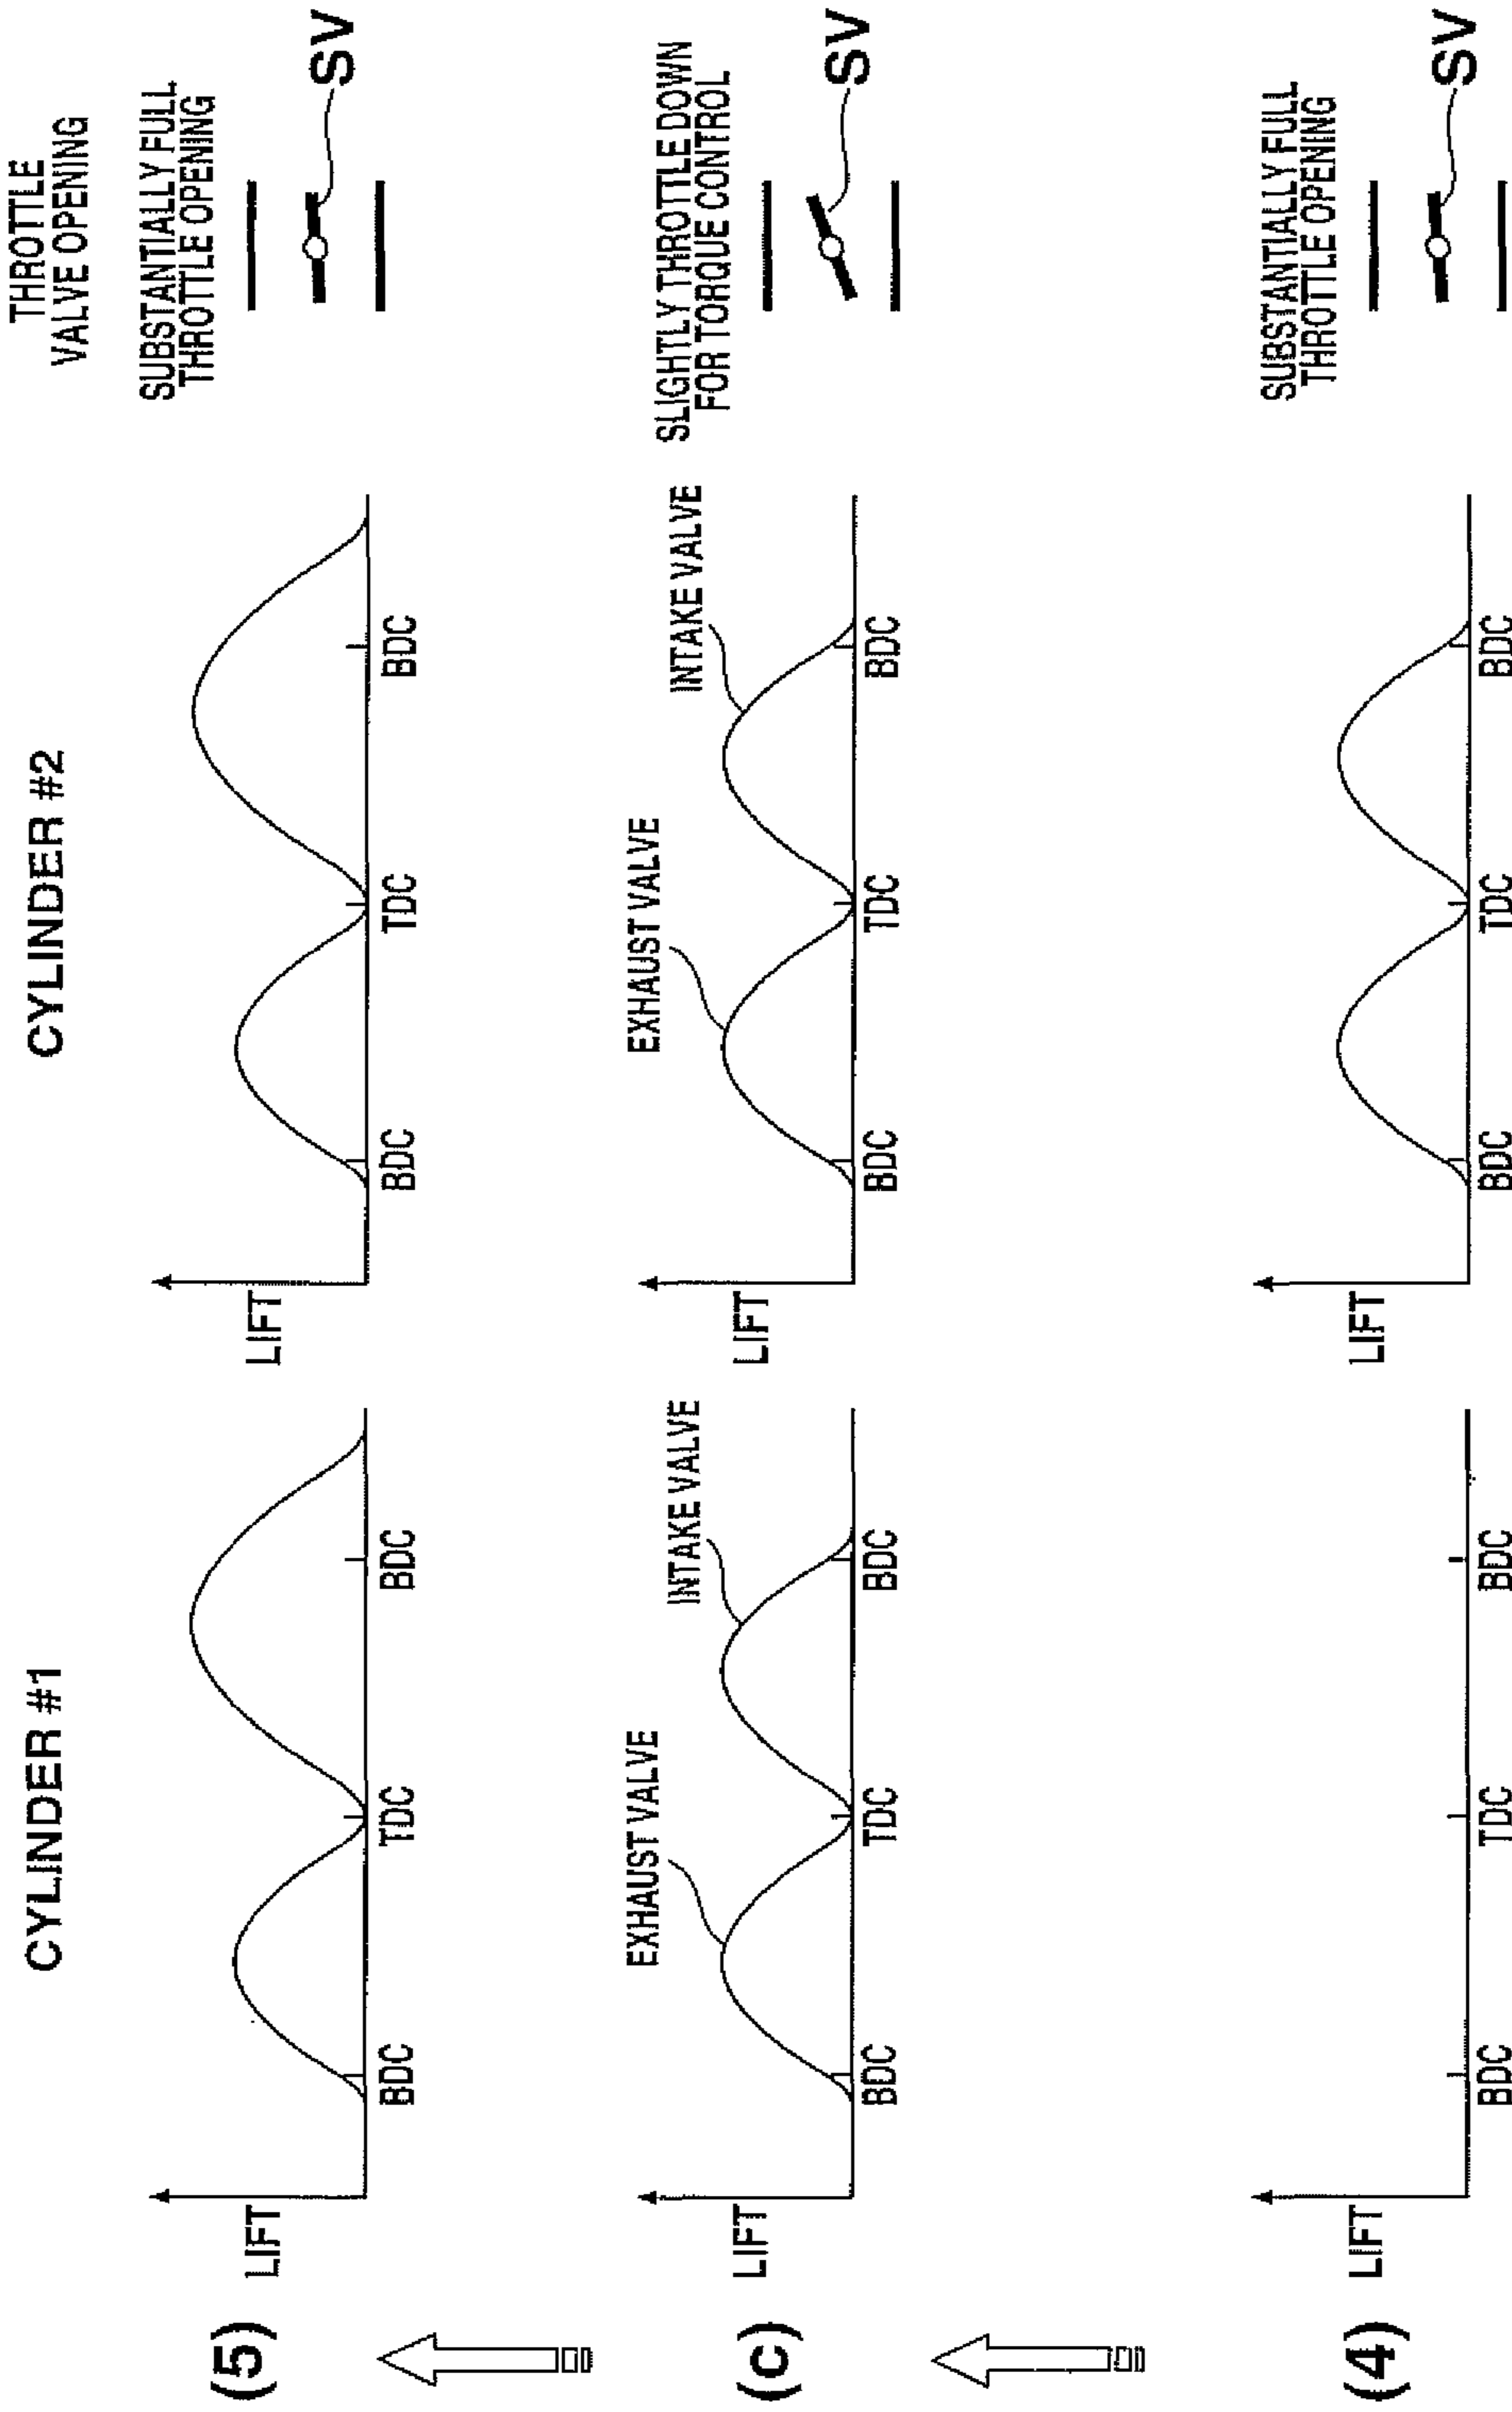 CYLINDER #1
CYLINDER #2
THROTTLE
VALVE OPENING
(5)
LIFT
BDC
TDC
BDC
LIFT
BDC
TDC
BDC
SUBSTANTIALLY FULL
THROTTLE OPENING
SV
(c)
LIFT
EXHAUST VALVE
INTAKE VALVE
BDC
TDC
BDC
LIFT
EXHAUST VALVE
INTAKE VALVE
BDC
TDC
BDC
SLIGHTLY THROTTLE DOWN
FOR TORQUE CONTROL
SV
(4)
LIFT
BDC
TDC
BDC
LIFT
BDC
TDC
BDC
SUBSTANTIALLY FULL
THROTTLE OPENING
SV